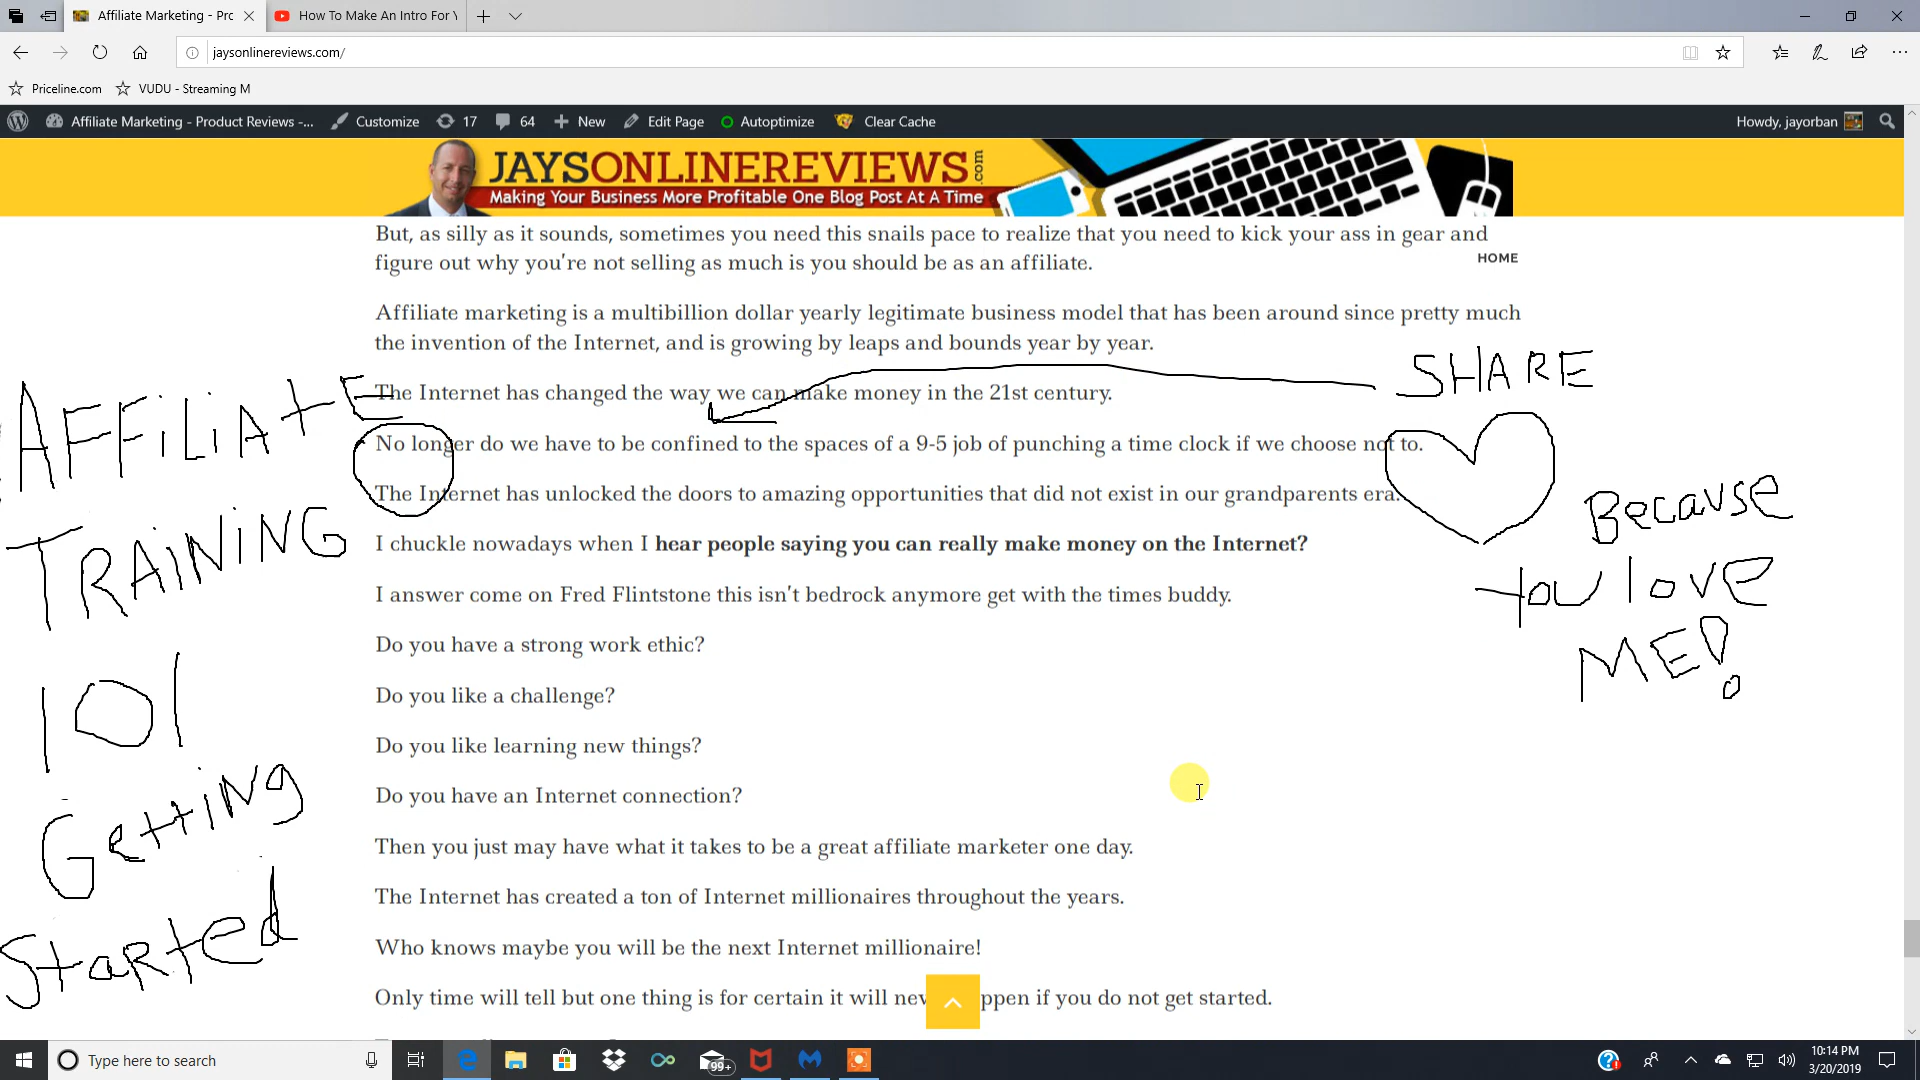 Affiliate Marketing - Prc
How To Make An Intro For Y
jaysonlinereviews.com/
Priceline.com
VUDU - Streaming M
Affiliate Marketing - Product Reviews -...
Customize
17
64
New
Edit Page
Autoptimize
Clear Cache
Howdy, jayorban
JAYSONLINEREVIEWS.com
Making Your Business More Profitable One Blog Post At A Time
HOME
But, as silly as it sounds, sometimes you need this snails pace to realize that you need to kick your ass in gear and
figure out why you’re not selling as much is you should be as an affiliate.
Affiliate marketing is a multibillion dollar yearly legitimate business model that has been around since pretty much
the invention of the Internet, and is growing by leaps and bounds year by year.
The Internet has changed the way we can make money in the 21st century.
No longer do we have to be confined to the spaces of a 9-5 job of punching a time clock if we choose not to.
The Internet has unlocked the doors to amazing opportunities that did not exist in our grandparents era.
I chuckle nowadays when I hear people saying you can really make money on the Internet?
I answer come on Fred Flintstone this isn’t bedrock anymore get with the times buddy.
Do you have a strong work ethic?
Do you like a challenge?
Do you like learning new things?
Do you have an Internet connection?
Then you just may have what it takes to be a great affiliate marketer one day.
The Internet has created a ton of Internet millionaires throughout the years.
Who knows maybe you will be the next Internet millionaire!
Only time will tell but one thing is for certain it will never happen if you do not get started.
AFFiLiAtE
TRAiNiNG
101
GettiNg
Started
SHARE
Because
You love
ME!
Type here to search
99+
10:14 PM
3/20/2019